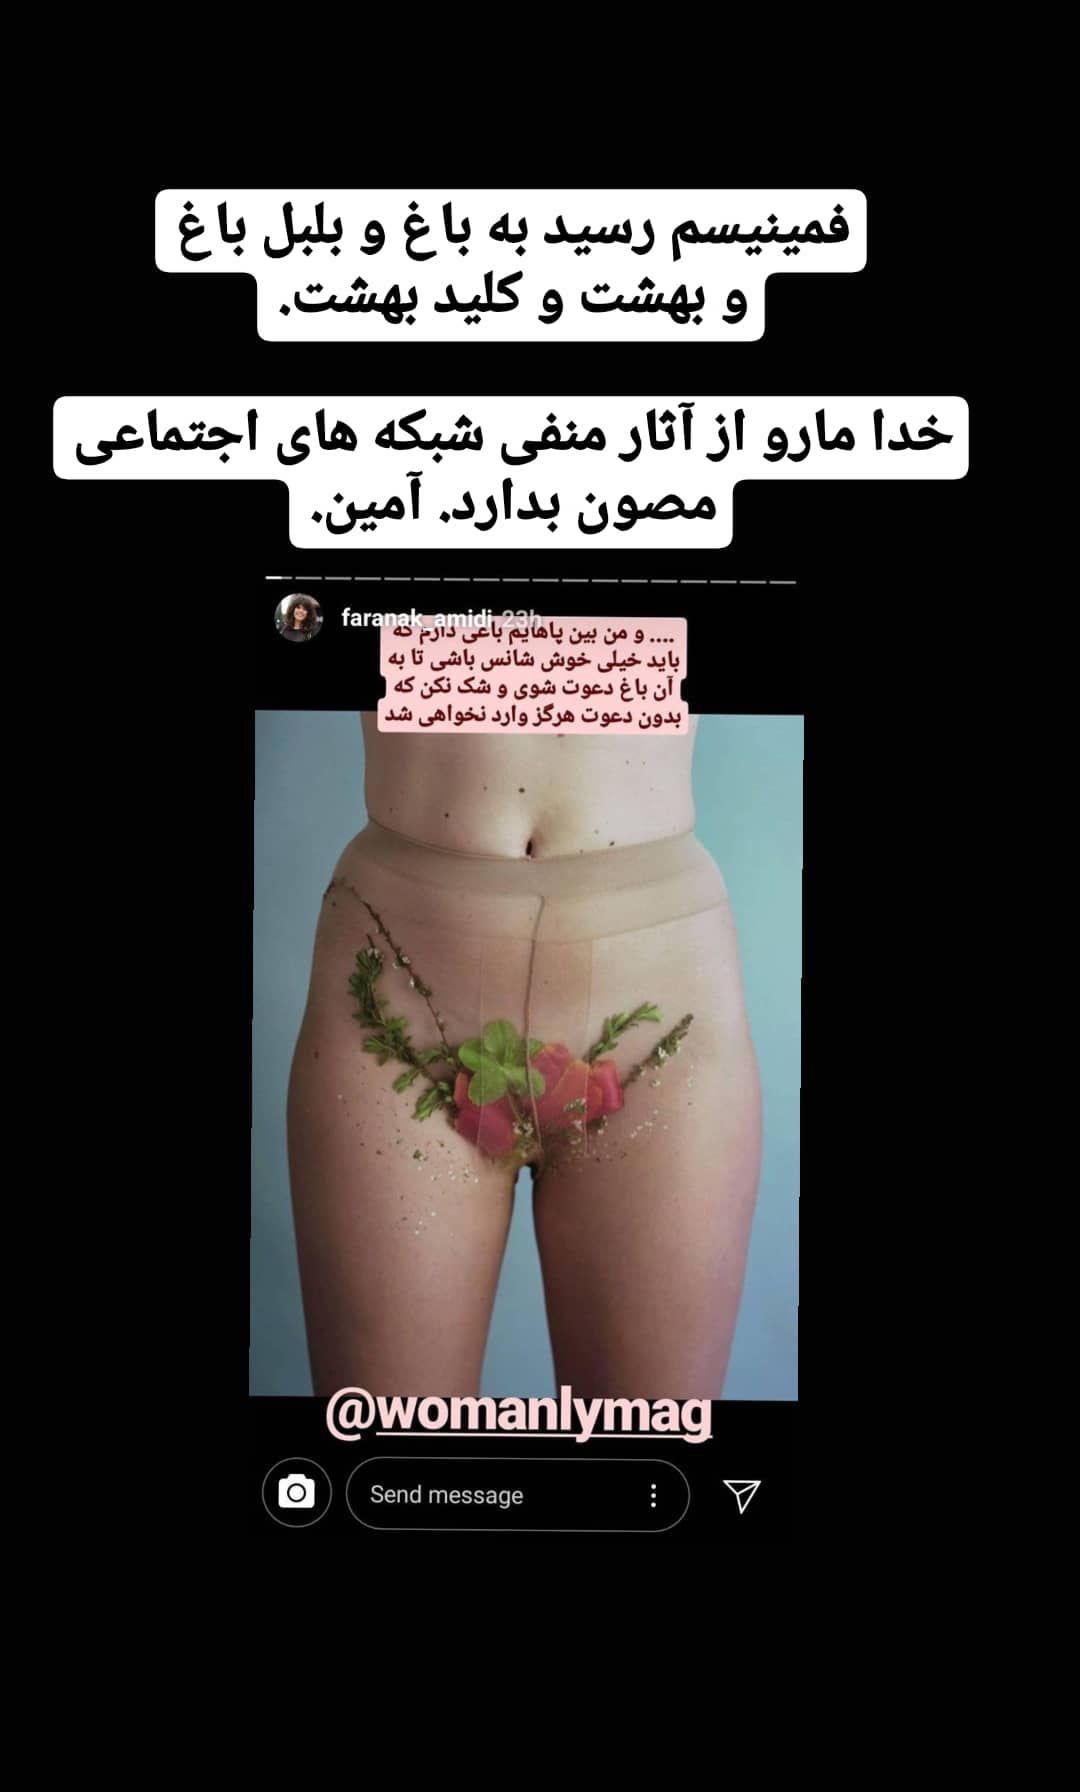 فمینیسم رسید به باغ و بلبل باغ
و بهشت و کلید بهشت.
خدا مارو از آثار منفی شبکه های اجتماعی
مصون بدارد. آمین.
faranak_amidi 23h
.... و من بین پاهایم باغی دارم که
باید خیلی خوش شانس باشی تا به
آن باغ دعوت شوی و شک نکن که
بدون دعوت هرگز وارد نخواهی شد
@womanlymag
Send message